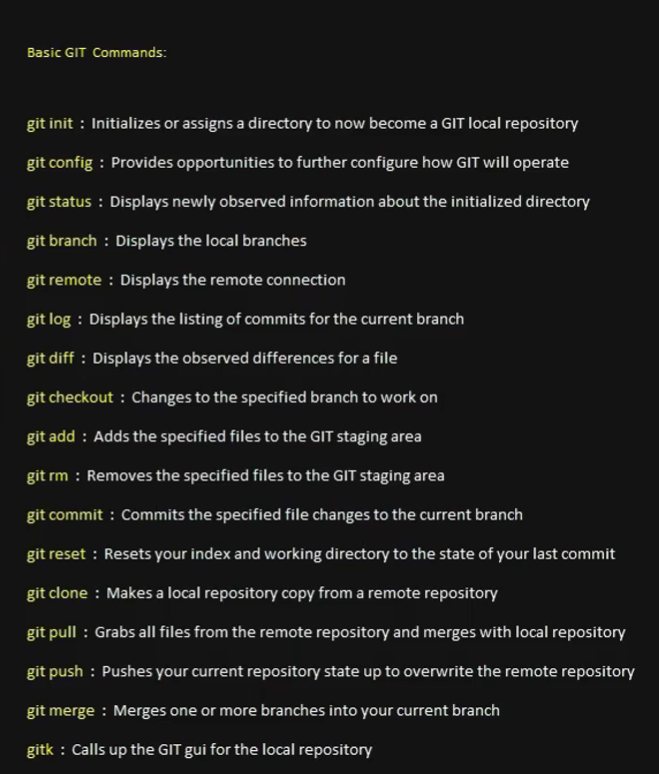 Basic GIT Commands:
git init : Initializes or assigns a directory to now become a GIT local repository
git config : Provides opportunities to further configure how GIT will operate
git status : Displays newly observed information about the initialized directory
git branch : Displays the local branches
git remote : Displays the remote connection
git log : Displays the listing of commits for the current branch
git diff : Displays the observed differences for a file
git checkout : Changes to the specified branch to work on
git add : Adds the specified files to the GIT staging area
git rm : Removes the specified files to the GIT staging area
git commit : Commits the specified file changes to the current branch
git reset : Resets your index and working directory to the state of your last commit
git clone : Makes a local repository copy from a remote repository
git pull : Grabs all files from the remote repository and merges with local repository
git push : Pushes your current repository state up to overwrite the remote repository
git merge : Merges one or more branches into your current branch
gitk : Calls up the GIT gui for the local repository